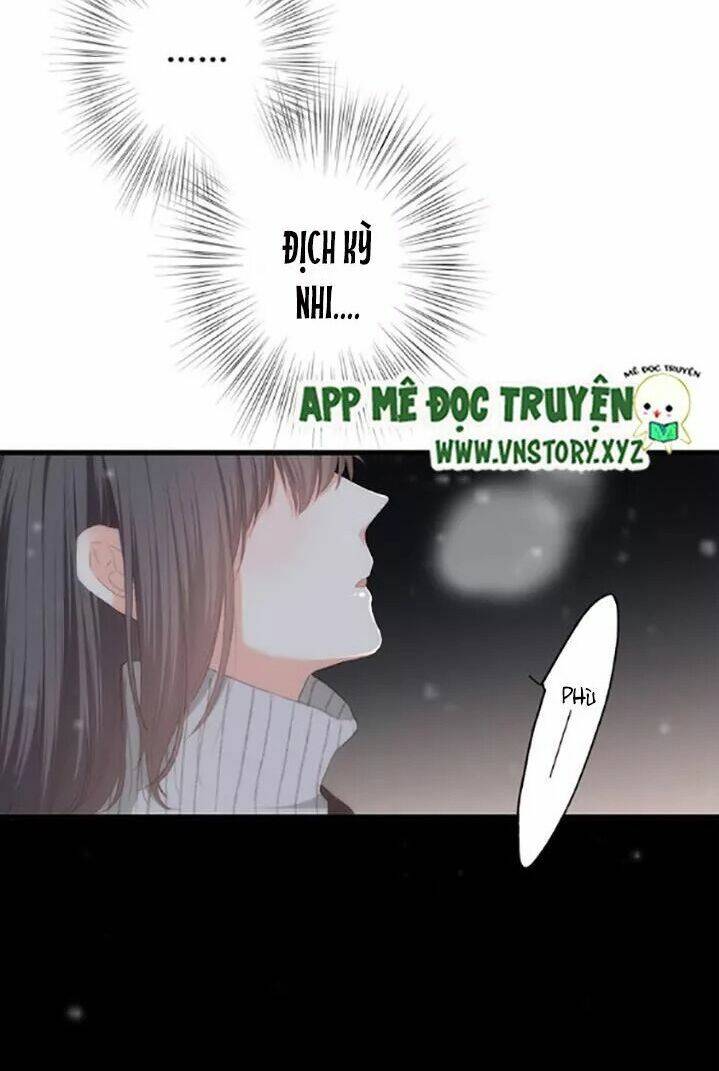 ......
ĐỊCH KỲ
NHI....
MÊ ĐỌC TRUYỆN
APP MÊ ĐỌC TRUYỆN
WWW.VNSTORY.XYZ
PHÙ